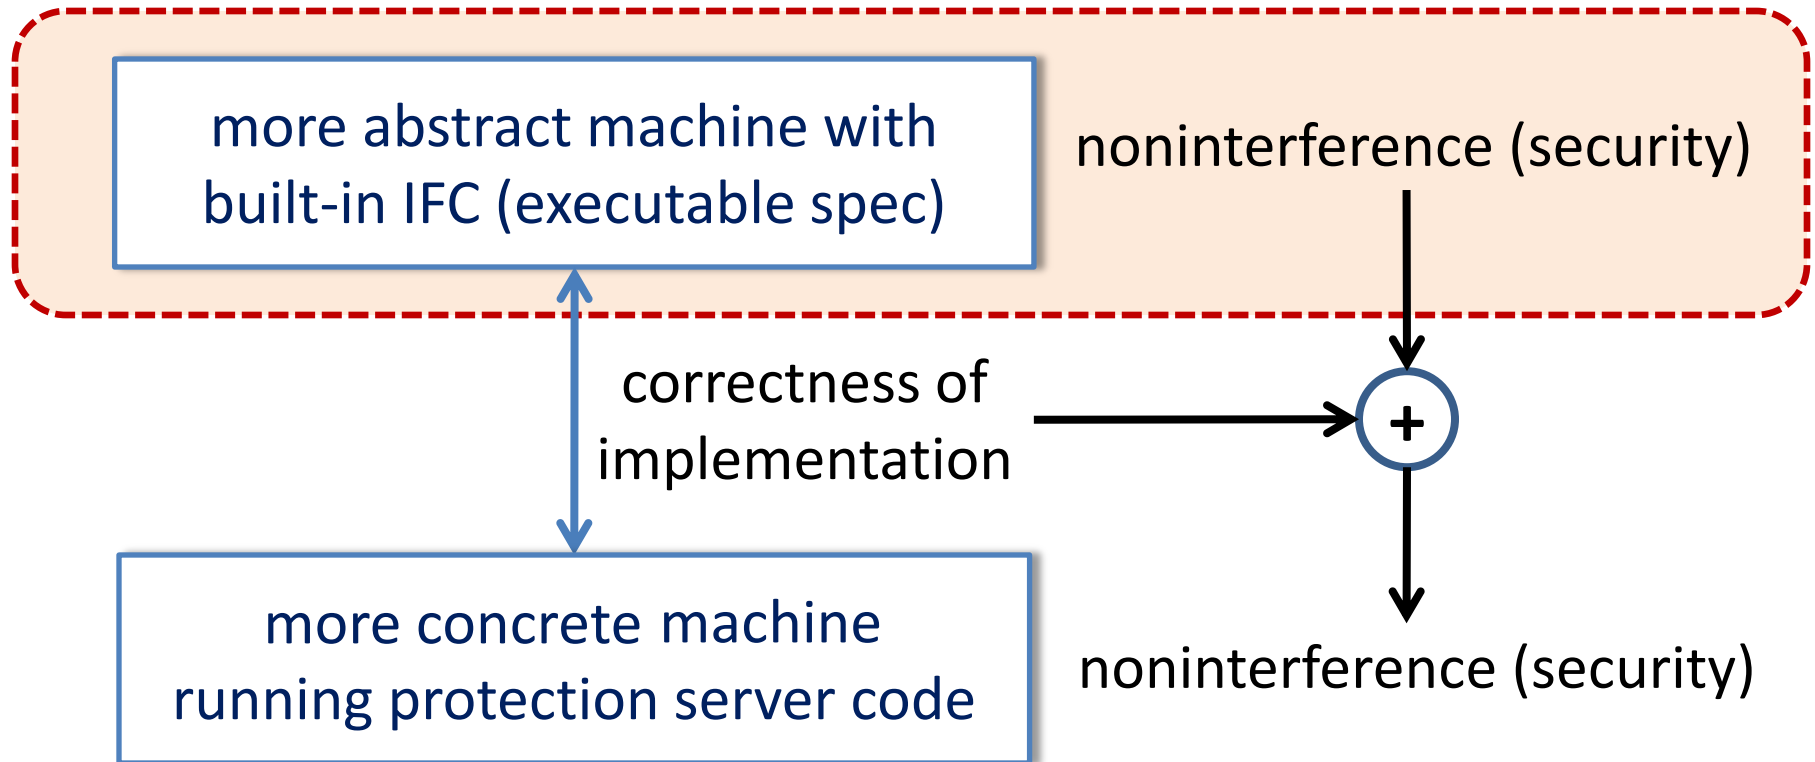 more abstract machine with
built-in IFC (executable spec)
noninterference (security)
correctness of
implementation
+
more concrete machine
running protection server code
noninterference (security)